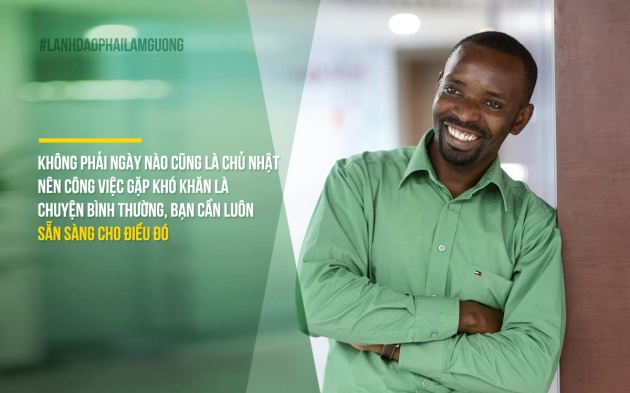 #LANHDAOPHAILAMGUONG
KHÔNG PHẢI NGÀY NÀO CŨNG LÀ CHỦ NHẬT
NÊN CÔNG VIỆC GẶP KHÓ KHĂN LÀ
CHUYỆN BÌNH THƯỜNG, BẠN CẦN LUÔN
SẴN SÀNG CHO ĐIỀU ĐÓ